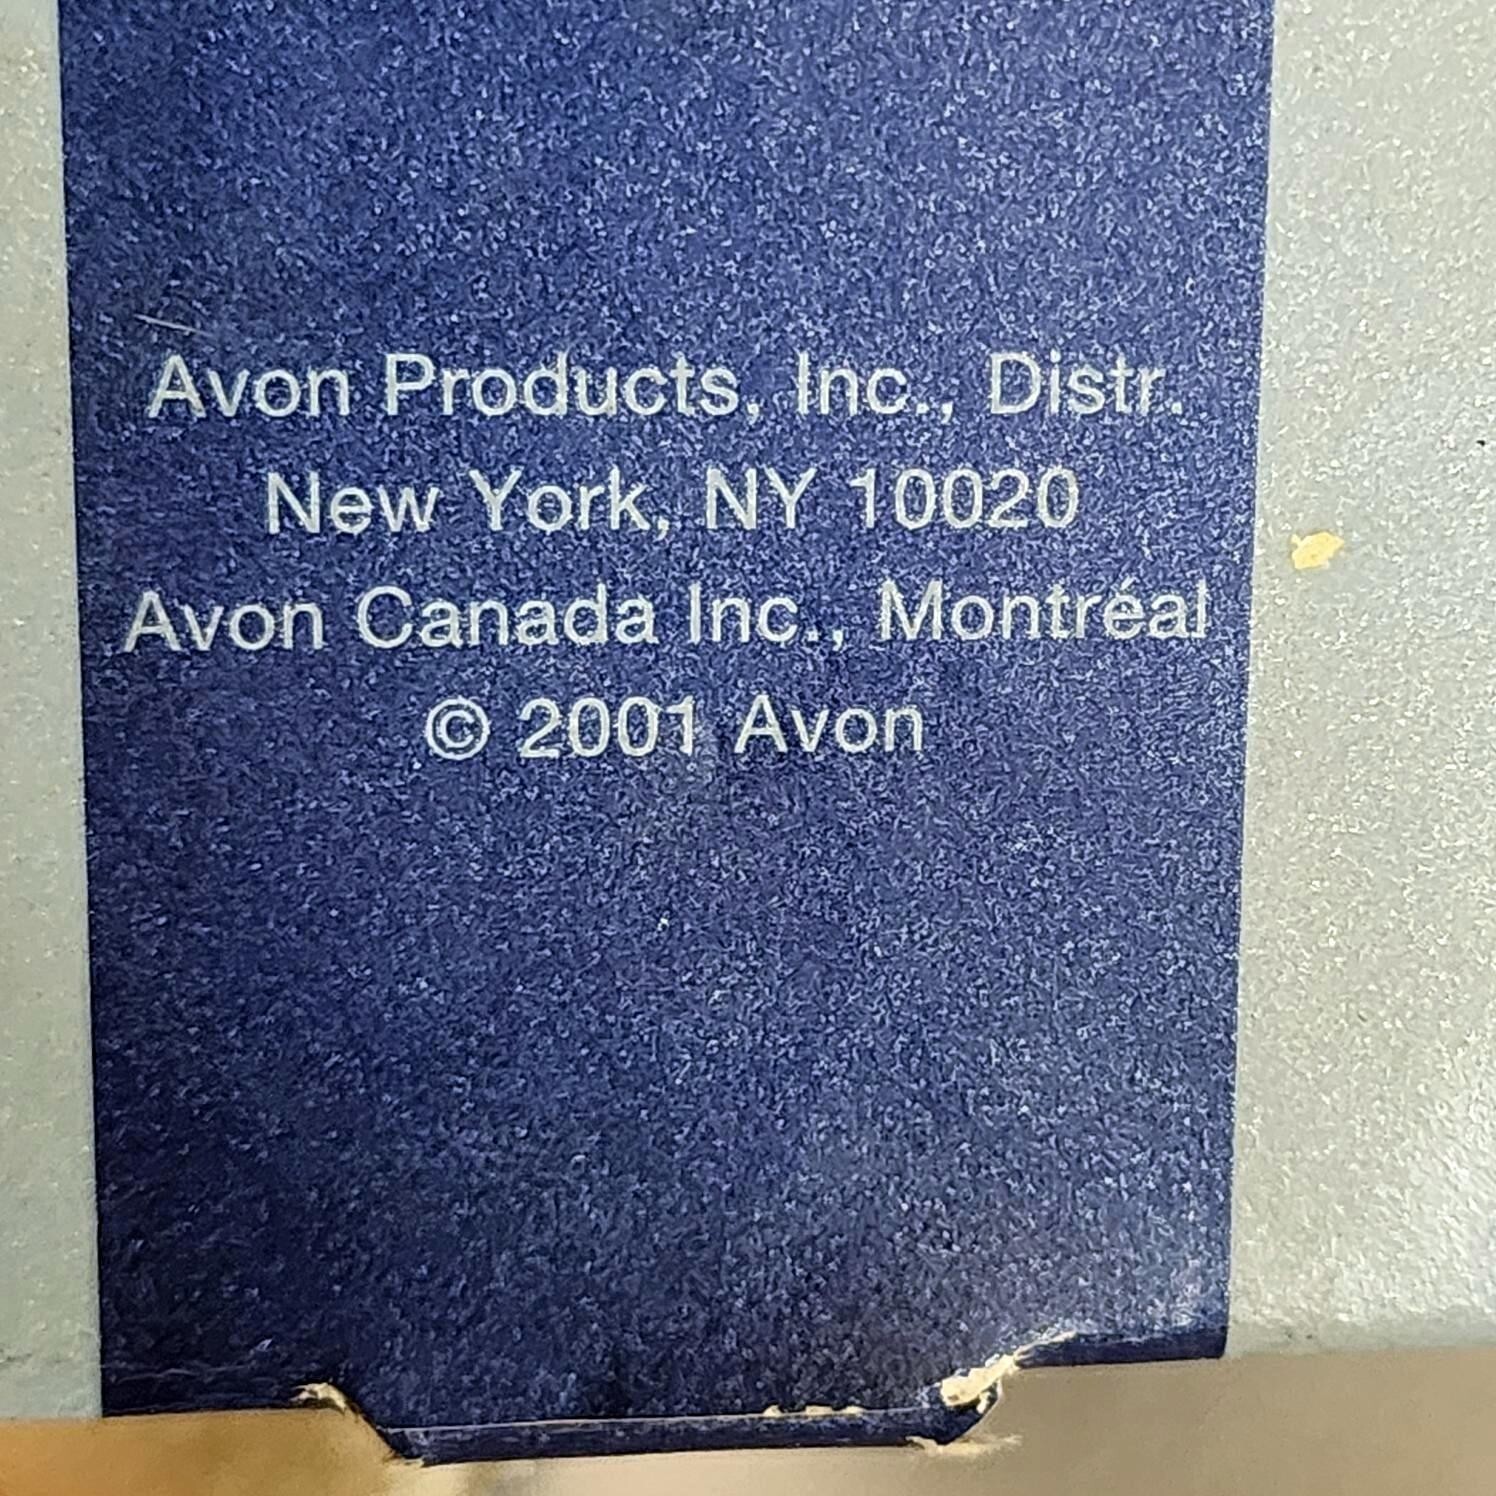 Avon Products, Inc., Distr.
New York, NY 10020
Avon Canada Inc., Montréal
© 2001 Avon